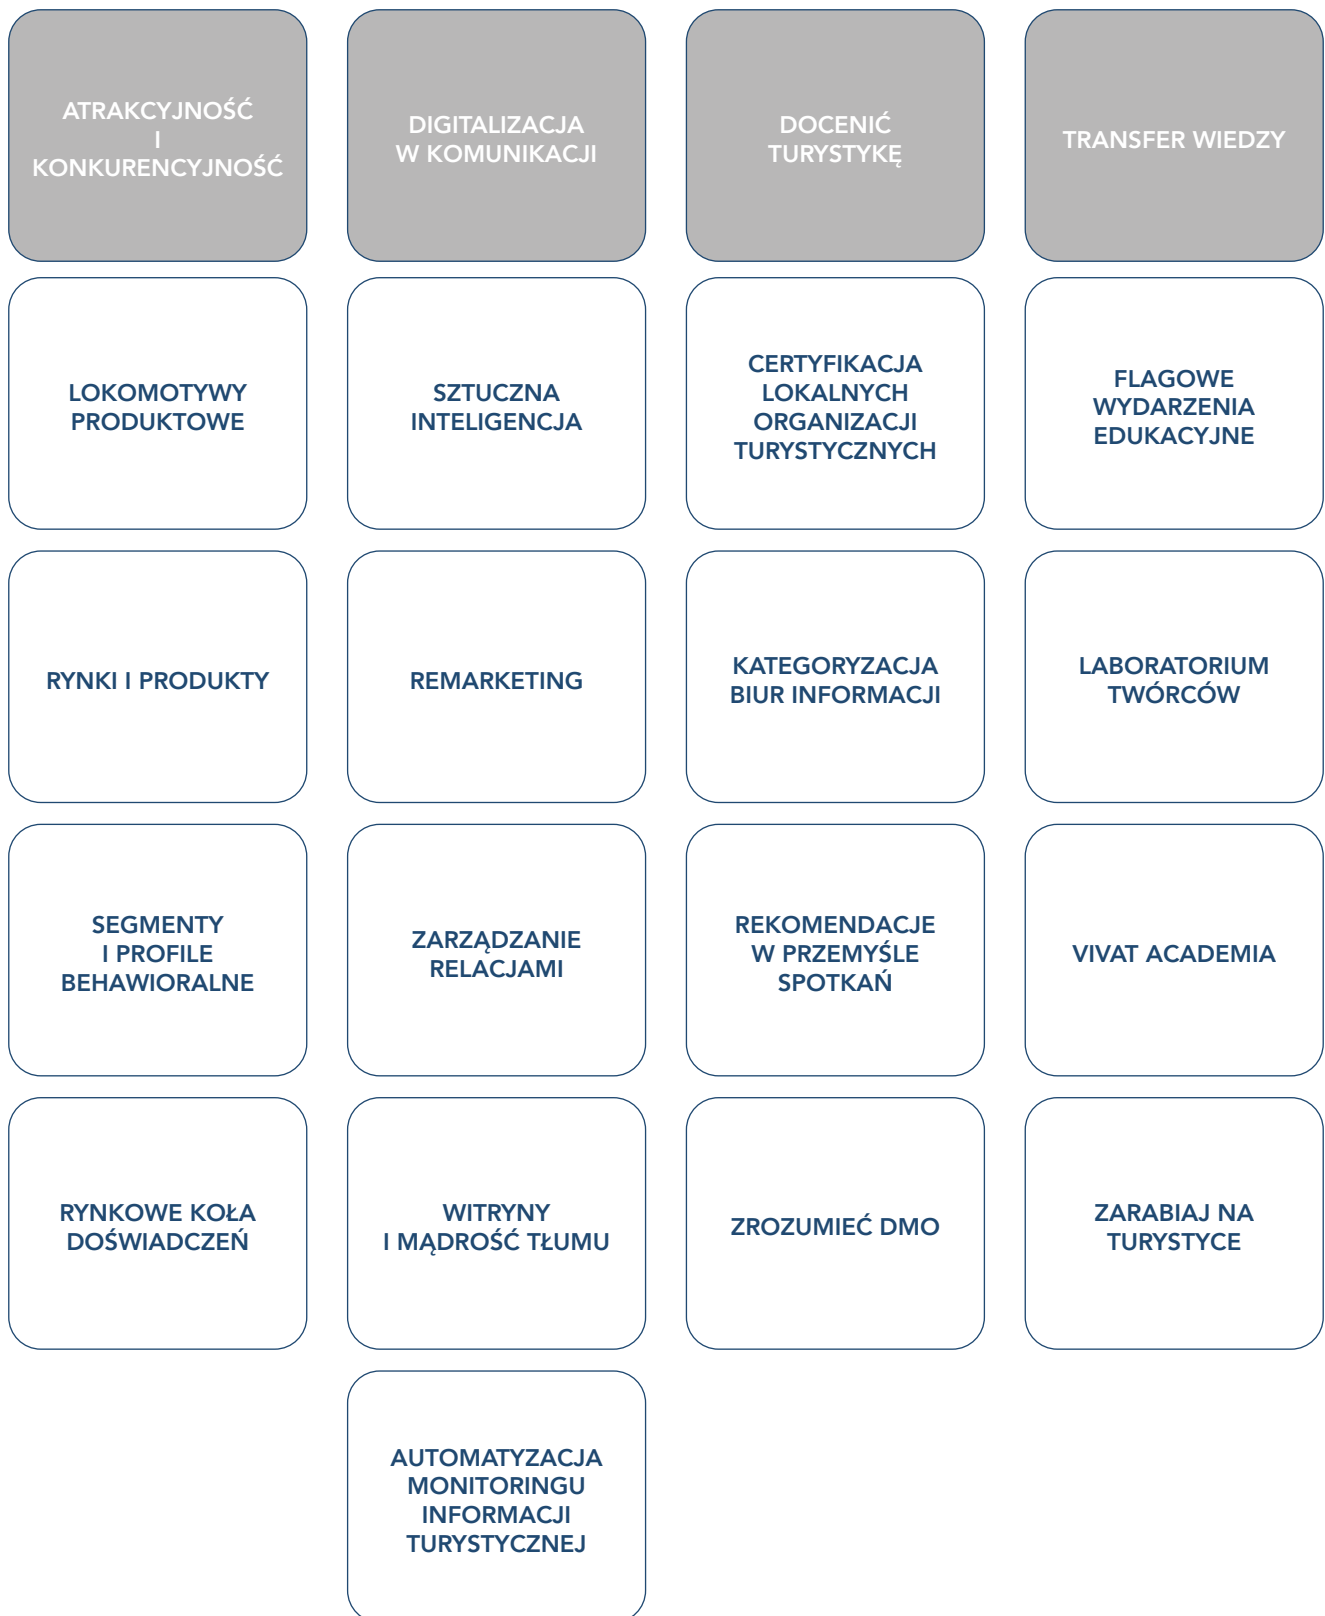 ATRAKCYJNOŚĆ
I
KONKURENCYJNOŚĆ
DIGITALIZACJA
W KOMUNIKACJI
DOCENIĆ
TURYSTYKĘ
TRANSFER WIEDZY
LOKOMOTYWY
PRODUKTOWE
SZTUCZNA
INTELIGENCJA
CERTYFIKACJA
LOKALNYCH
ORGANIZACJI
TURYSTYCZNYCH
FLAGOWE
WYDARZENIA
EDUKACYJNE
RYNKI I PRODUKTY
REMARKETING
KATEGORYZACJA
BIUR INFORMACJI
LABORATORIUM
TWÓRCÓW
SEGMENTY
I PROFILE
BEHAWIORALNE
ZARZĄDZANIE
RELACJAMI
REKOMENDACJE
W PRZEMYŚLE
SPOTKAŃ
VIVAT ACADEMIA
RYNKOWE KOŁA
DOŚWIADCZEŃ
WITRYNY
I MĄDROŚĆ TŁUMU
ZROZUMIEĆ DMO
ZARABIAJ NA
TURYSTYCE
AUTOMATYZACJA
MONITORINGU
INFORMACJI
TURYSTYCZNEJ